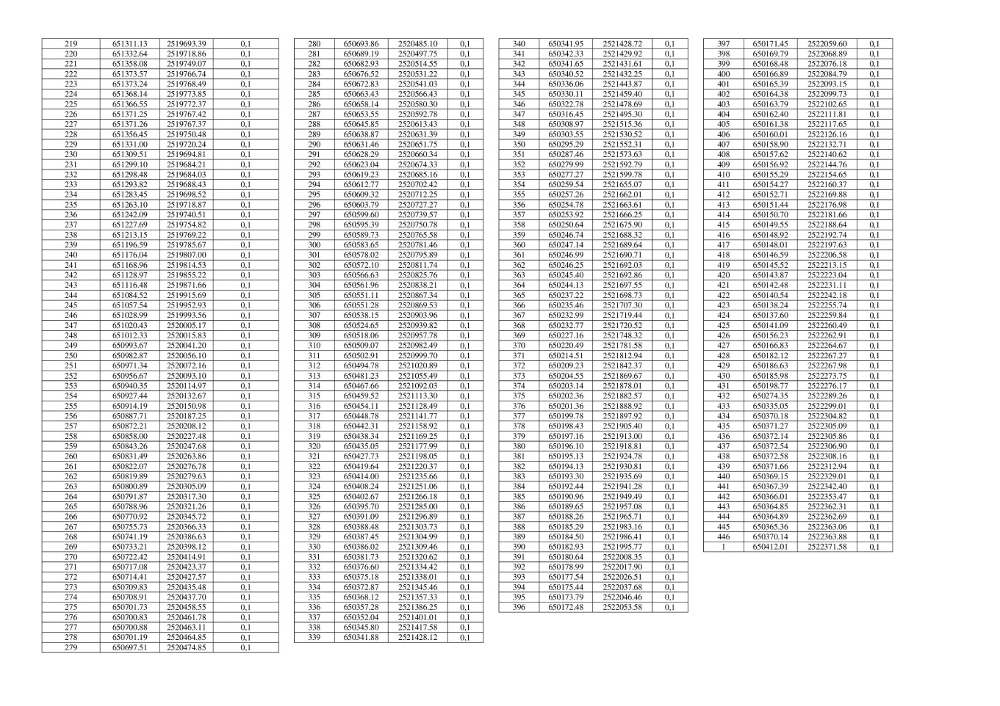 219 651311.13 2519693.39 0,1
220 651332.64 2519718.86 0,1
221 651358.08 2519749.07 0,1
222 651373.57 2519766.74 0,1
223 651373.24 2519768.49 0,1
224 651368.14 2519773.85 0,1
225 651366.55 2519772.37 0,1
226 651371.25 2519767.42 0,1
227 651371.26 2519767.37 0,1
228 651356.45 2519750.48 0,1
229 651331.00 2519720.24 0,1
230 651309.51 2519694.81 0,1
231 651299.10 2519684.21 0,1
232 651298.48 2519684.03 0,1
233 651293.82 2519688.43 0,1
234 651283.45 2519698.52 0,1
235 651263.10 2519718.87 0,1
236 651242.09 2519740.51 0,1
237 651227.69 2519754.82 0,1
238 651213.15 2519769.22 0,1
239 651196.59 2519785.67 0,1
240 651176.04 2519807.00 0,1
241 651168.96 2519814.53 0,1
242 651128.97 2519855.22 0,1
243 651116.48 2519871.66 0,1
244 651084.52 2519915.69 0,1
245 651057.54 2519952.93 0,1
246 651028.99 2519993.56 0,1
247 651020.43 2520005.17 0,1
248 651012.33 2520015.83 0,1
249 650993.67 2520041.20 0,1
250 650982.87 2520056.10 0,1
251 650971.34 2520072.16 0,1
252 650956.67 2520093.10 0,1
253 650940.35 2520114.97 0,1
254 650927.44 2520132.67 0,1
255 650914.19 2520150.98 0,1
256 650887.71 2520187.25 0,1
257 650872.21 2520208.12 0,1
258 650858.00 2520227.48 0,1
259 650843.26 2520247.68 0,1
260 650831.49 2520263.86 0,1
261 650822.07 2520276.78 0,1
262 650819.89 2520279.63 0,1
263 650800.89 2520305.09 0,1
264 650791.87 2520317.30 0,1
265 650788.96 2520321.26 0,1
266 650770.92 2520345.72 0,1
267 650755.73 2520366.33 0,1
268 650741.19 2520386.63 0,1
269 650733.21 2520398.12 0,1
270 650722.42 2520414.91 0,1
271 650717.08 2520423.37 0,1
272 650714.41 2520427.57 0,1
273 650709.83 2520435.48 0,1
274 650708.91 2520437.70 0,1
275 650701.73 2520458.55 0,1
276 650700.83 2520461.78 0,1
277 650700.88 2520463.11 0,1
278 650701.19 2520464.85 0,1
279 650697.51 2520474.85 0,1
280 650693.86 2520485.10 0,1
281 650689.19 2520497.75 0,1
282 650682.93 2520514.55 0,1
283 650676.52 2520531.22 0,1
284 650672.83 2520541.03 0,1
285 650663.43 2520566.43 0,1
286 650658.14 2520580.30 0,1
287 650653.55 2520592.78 0,1
288 650645.85 2520613.43 0,1
289 650638.87 2520631.39 0,1
290 650631.46 2520651.75 0,1
291 650628.29 2520660.34 0,1
292 650623.04 2520674.33 0,1
293 650619.23 2520685.16 0,1
294 650612.77 2520702.42 0,1
295 650609.32 2520712.25 0,1
296 650603.79 2520727.27 0,1
297 650599.60 2520739.57 0,1
298 650595.39 2520750.78 0,1
299 650589.73 2520765.58 0,1
300 650583.65 2520781.46 0,1
301 650578.02 2520795.89 0,1
302 650572.10 2520811.74 0,1
303 650566.63 2520825.76 0,1
304 650561.96 2520838.21 0,1
305 650551.11 2520867.34 0,1
306 650551.28 2520869.53 0,1
307 650538.15 2520903.96 0,1
308 650524.65 2520939.82 0,1
309 650518.06 2520957.78 0,1
310 650509.07 2520982.49 0,1
311 650502.91 2520999.70 0,1
312 650494.78 2521020.89 0,1
313 650481.23 2521055.49 0,1
314 650467.66 2521092.03 0,1
315 650459.52 2521113.30 0,1
316 650454.11 2521128.49 0,1
317 650448.78 2521141.77 0,1
318 650442.31 2521158.92 0,1
319 650438.34 2521169.25 0,1
320 650435.05 2521177.99 0,1
321 650427.73 2521198.05 0,1
322 650419.64 2521220.37 0,1
323 650414.00 2521235.66 0,1
324 650408.24 2521251.06 0,1
325 650402.67 2521266.18 0,1
326 650395.70 2521285.00 0,1
327 650391.09 2521296.89 0,1
328 650388.48 2521303.73 0,1
329 650387.45 2521304.99 0,1
330 650386.02 2521309.46 0,1
331 650381.73 2521320.62 0,1
332 650376.60 2521334.42 0,1
333 650375.18 2521338.01 0,1
334 650372.87 2521345.46 0,1
335 650368.12 2521357.33 0,1
336 650357.28 2521386.25 0,1
337 650352.04 2521401.01 0,1
338 650345.80 2521417.58 0,1
339 650341.88 2521428.12 0,1
340 650341.95 2521428.72 0,1
341 650342.33 2521429.92 0,1
342 650341.65 2521431.61 0,1
343 650340.52 2521432.25 0,1
344 650336.06 2521443.87 0,1
345 650330.11 2521459.40 0,1
346 650322.78 2521478.69 0,1
347 650316.45 2521495.30 0,1
348 650308.97 2521515.36 0,1
349 650303.55 2521530.52 0,1
350 650295.29 2521552.31 0,1
351 650287.46 2521573.63 0,1
352 650279.99 2521592.79 0,1
353 650277.27 2521599.78 0,1
354 650259.54 2521655.07 0,1
355 650257.26 2521662.01 0,1
356 650254.78 2521663.61 0,1
357 650253.92 2521666.25 0,1
358 650250.64 2521675.90 0,1
359 650246.74 2521688.32 0,1
360 650247.14 2521689.64 0,1
361 650246.99 2521690.71 0,1
362 650246.25 2521692.03 0,1
363 650245.40 2521692.86 0,1
364 650244.13 2521697.55 0,1
365 650237.22 2521698.73 0,1
366 650235.46 2521707.30 0,1
367 650232.99 2521719.44 0,1
368 650232.77 2521720.52 0,1
369 650227.16 2521748.32 0,1
370 650220.49 2521781.58 0,1
371 650214.51 2521812.94 0,1
372 650209.23 2521842.37 0,1
373 650204.55 2521869.67 0,1
374 650203.14 2521878.01 0,1
375 650202.36 2521882.57 0,1
376 650201.36 2521888.92 0,1
377 650199.78 2521897.92 0,1
378 650198.43 2521905.40 0,1
379 650197.16 2521913.00 0,1
380 650196.10 2521918.81 0,1
381 650195.13 2521924.78 0,1
382 650194.13 2521930.81 0,1
383 650193.30 2521935.69 0,1
384 650192.44 2521941.28 0,1
385 650190.96 2521949.49 0,1
386 650189.65 2521957.08 0,1
387 650188.26 2521965.71 0,1
388 650185.29 2521983.16 0,1
389 650184.50 2521986.41 0,1
390 650182.93 2521995.77 0,1
391 650180.64 2522008.35 0,1
392 650178.99 2522017.90 0,1
393 650177.54 2522026.51 0,1
394 650175.44 2522037.68 0,1
395 650173.79 2522046.46 0,1
396 650172.48 2522053.58 0,1
397 650171.45 2522059.60 0,1
398 650169.79 2522068.89 0,1
399 650168.48 2522076.18 0,1
400 650166.89 2522084.79 0,1
401 650165.39 2522093.15 0,1
402 650164.38 2522099.73 0,1
403 650163.79 2522102.65 0,1
404 650162.40 2522111.81 0,1
405 650161.38 2522117.65 0,1
406 650160.01 2522126.16 0,1
407 650158.90 2522132.71 0,1
408 650157.62 2522140.62 0,1
409 650156.92 2522144.76 0,1
410 650155.29 2522154.65 0,1
411 650154.27 2522160.37 0,1
412 650152.71 2522169.88 0,1
413 650151.44 2522176.98 0,1
414 650150.70 2522181.66 0,1
415 650149.55 2522188.64 0,1
416 650148.92 2522192.74 0,1
417 650148.01 2522197.63 0,1
418 650146.59 2522206.58 0,1
419 650145.52 2522213.15 0,1
420 650143.87 2522223.04 0,1
421 650142.48 2522231.11 0,1
422 650140.54 2522242.18 0,1
423 650138.24 2522255.74 0,1
424 650137.60 2522259.84 0,1
425 650141.09 2522260.49 0,1
426 650156.23 2522262.91 0,1
427 650166.83 2522264.67 0,1
428 650182.12 2522267.27 0,1
429 650186.63 2522267.98 0,1
430 650185.98 2522273.75 0,1
431 650198.77 2522276.17 0,1
432 650274.35 2522289.26 0,1
433 650335.05 2522299.01 0,1
434 650370.18 2522304.82 0,1
435 650371.27 2522305.09 0,1
436 650372.14 2522305.86 0,1
437 650372.54 2522306.90 0,1
438 650372.58 2522308.16 0,1
439 650371.66 2522312.94 0,1
440 650369.15 2522329.01 0,1
441 650367.39 2522342.40 0,1
442 650366.01 2522353.47 0,1
443 650364.85 2522362.31 0,1
444 650364.89 2522362.69 0,1
445 650365.36 2522363.06 0,1
446 650370.14 2522363.88 0,1
1 650412.01 2522371.58 0,1